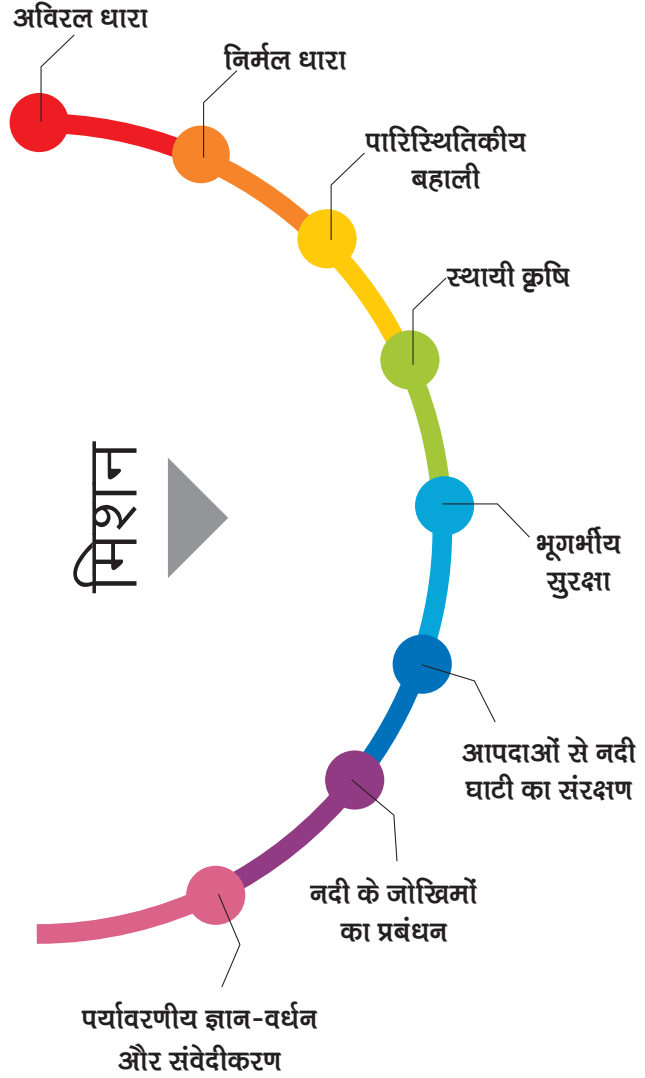 अविरल धारा
निर्मल धारा
पारिस्थितिकीय
बहाली
स्थायी कृषि
मिशन
भूगर्भीय
सुरक्षा
आपदाओं से नदी
घाटी का संरक्षण
नदी के जोखिमों
का प्रबंधन
पर्यावरणीय ज्ञान-वर्धन
और संवेदीकरण